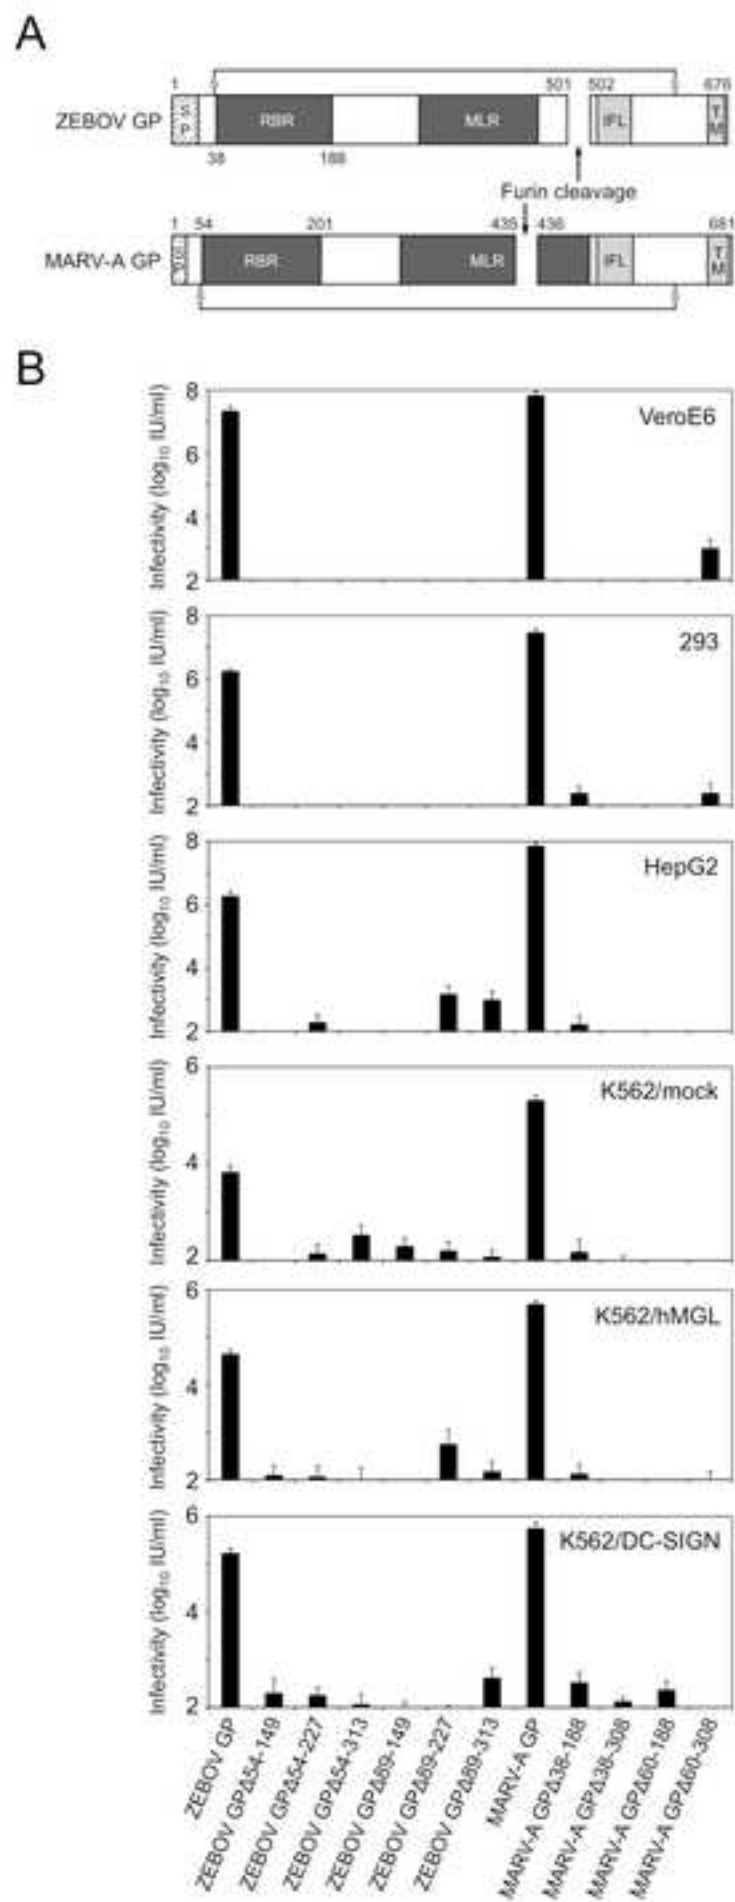 A
1 501 502 676
ZEBOV GP
SP RBR MLR IFL TM
38 188
Furin cleavage
1 54 201 435 436 681
MARV-A GP
RBR MLR IFL TM
B
Infectivity (log10 IU/ml)
8
6
4
2
VeroE6
Infectivity (log10 IU/ml)
8
6
4
2
293
Infectivity (log10 IU/ml)
8
6
4
2
HepG2
Infectivity (log10 IU/ml)
6
4
2
K562/mock
Infectivity (log10 IU/ml)
6
4
2
K562/hMGL
Infectivity (log10 IU/ml)
6
4
2
K562/DC-SIGN
ZEBOV GP
ZEBOV GPΔ54-149
ZEBOV GPΔ54-227
ZEBOV GPΔ54-313
ZEBOV GPΔ89-149
ZEBOV GPΔ89-227
ZEBOV GPΔ89-313
MARV-A GP
MARV-A GPΔ38-188
MARV-A GPΔ38-308
MARV-A GPΔ60-188
MARV-A GPΔ60-308